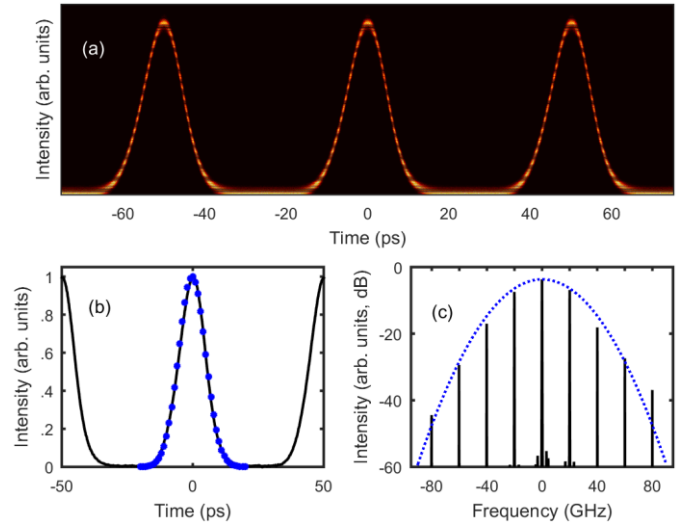 (a)
Intensity (arb. units)
-60 -40 -20 0 20 40 60
Time (ps)
(b)
Intensity (arb. units)
1
.8
.6
.4
.2
0
-50 0 50
Time (ps)
(c)
Intensity (arb. units, dB)
0
-20
-40
-60
-80 -40 0 40 80
Frequency (GHz)